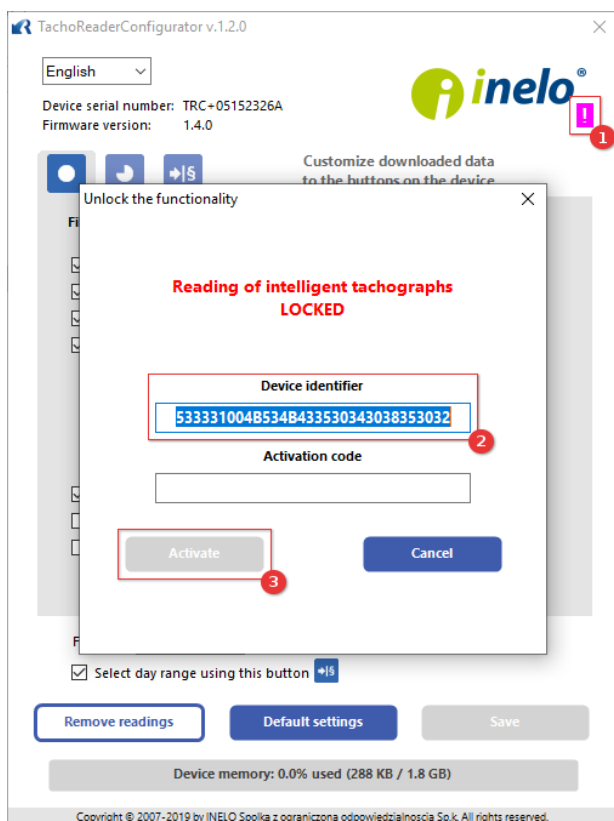 TachoReaderConfigurator v.1.2.0
English
inelo®
Device serial number: TRC+05152326A
Firmware version: 1.4.0
!
1
Customize downloaded data
to the buttons on the device
Unlock the functionality
Fi
Reading of intelligent tachographs
LOCKED
Device identifier
533331004B534B433530343038353032
2
Activation code
Activate
Cancel
3
F
Select day range using this button
Remove readings
Default settings
Save
Device memory: 0.0% used (288 KB / 1.8 GB)
Copyright © 2007-2019 by INELO Spolka z ograniczona odpowiedzialnoscia Sp.k. All rights reserved.